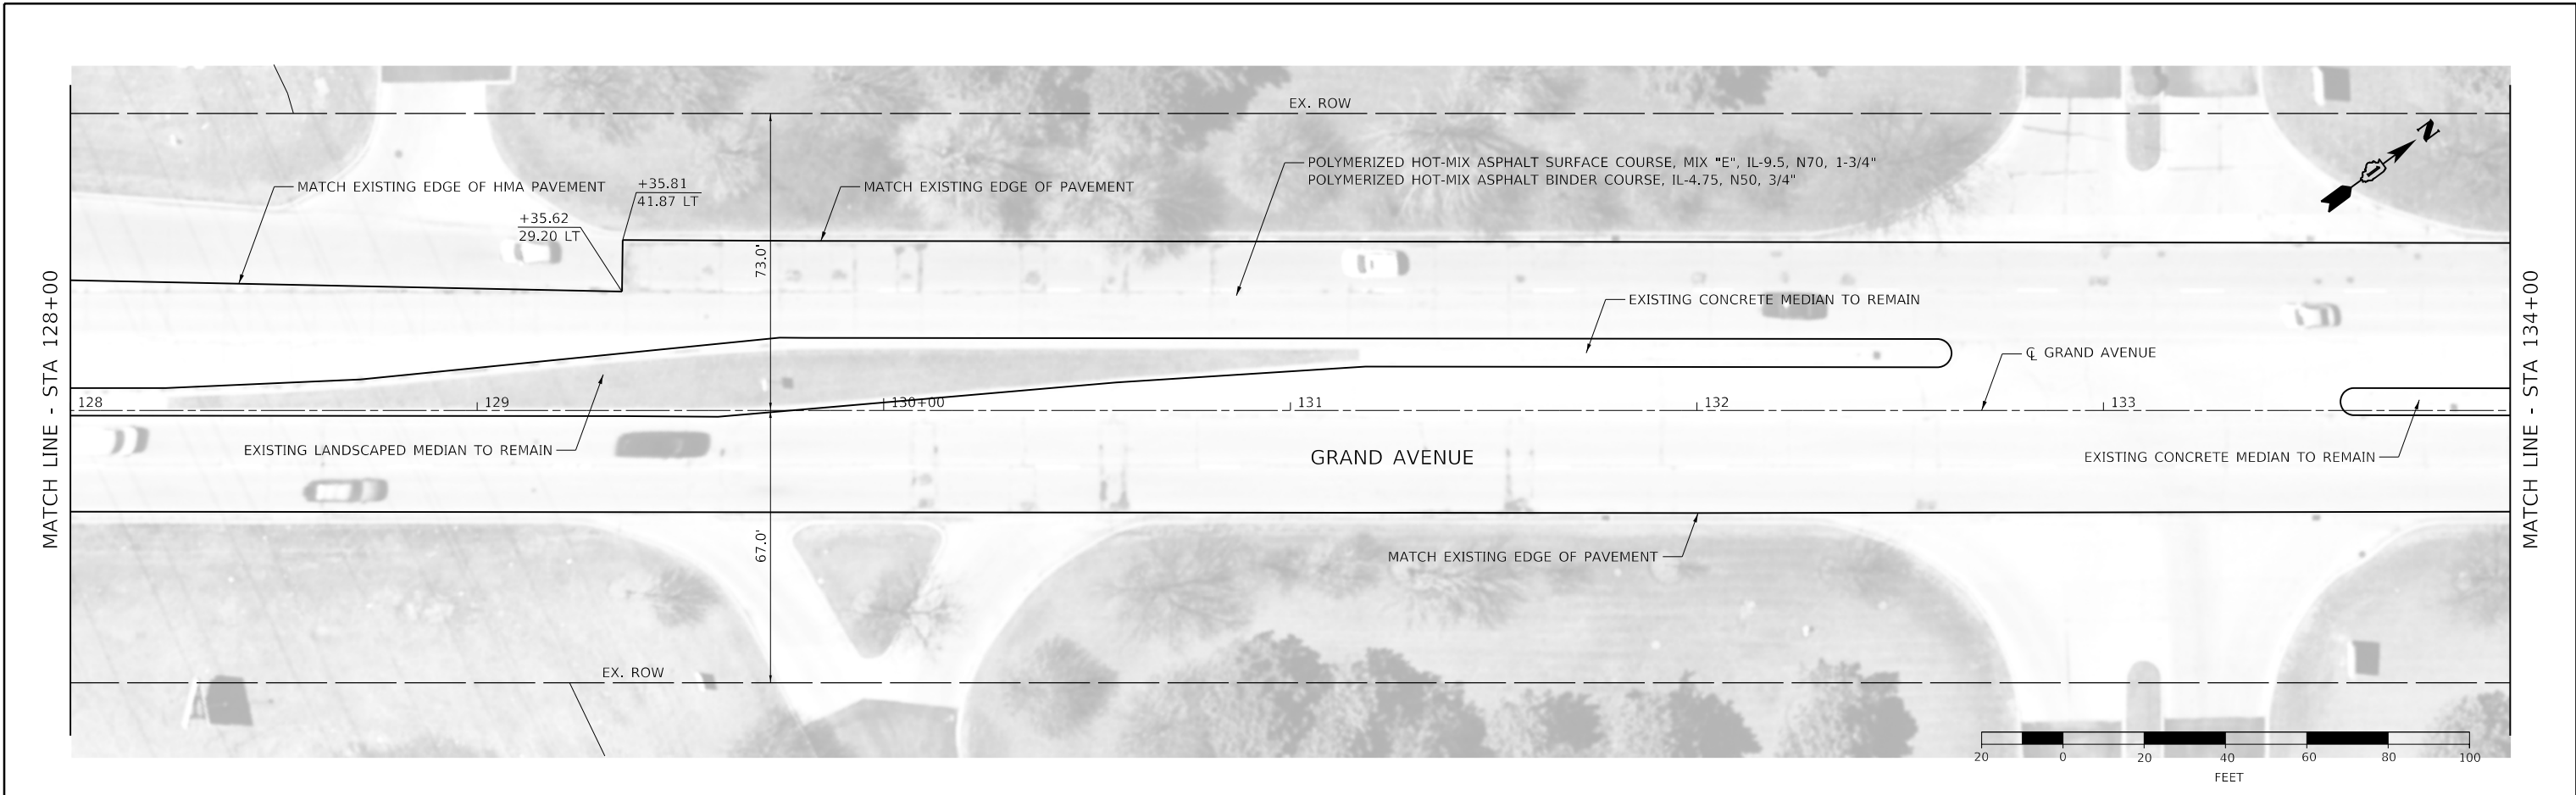 EX. ROW
N
POLYMERIZED HOT-MIX ASPHALT SURFACE COURSE, MIX "E", IL-9.5, N70, 1-3/4"
POLYMERIZED HOT-MIX ASPHALT BINDER COURSE, IL-4.75, N50, 3/4"
MATCH EXISTING EDGE OF HMA PAVEMENT
+35.81
41.87 LT
MATCH EXISTING EDGE OF PAVEMENT
+35.62
29.20 LT
73.0'
EXISTING CONCRETE MEDIAN TO REMAIN
℄ GRAND AVENUE
MATCH LINE - STA 128+00
MATCH LINE - STA 134+00
128
129
130+00
131
132
133
EXISTING LANDSCAPED MEDIAN TO REMAIN
GRAND AVENUE
EXISTING CONCRETE MEDIAN TO REMAIN
67.0'
MATCH EXISTING EDGE OF PAVEMENT
EX. ROW
20 0 20 40 60 80 100
FEET